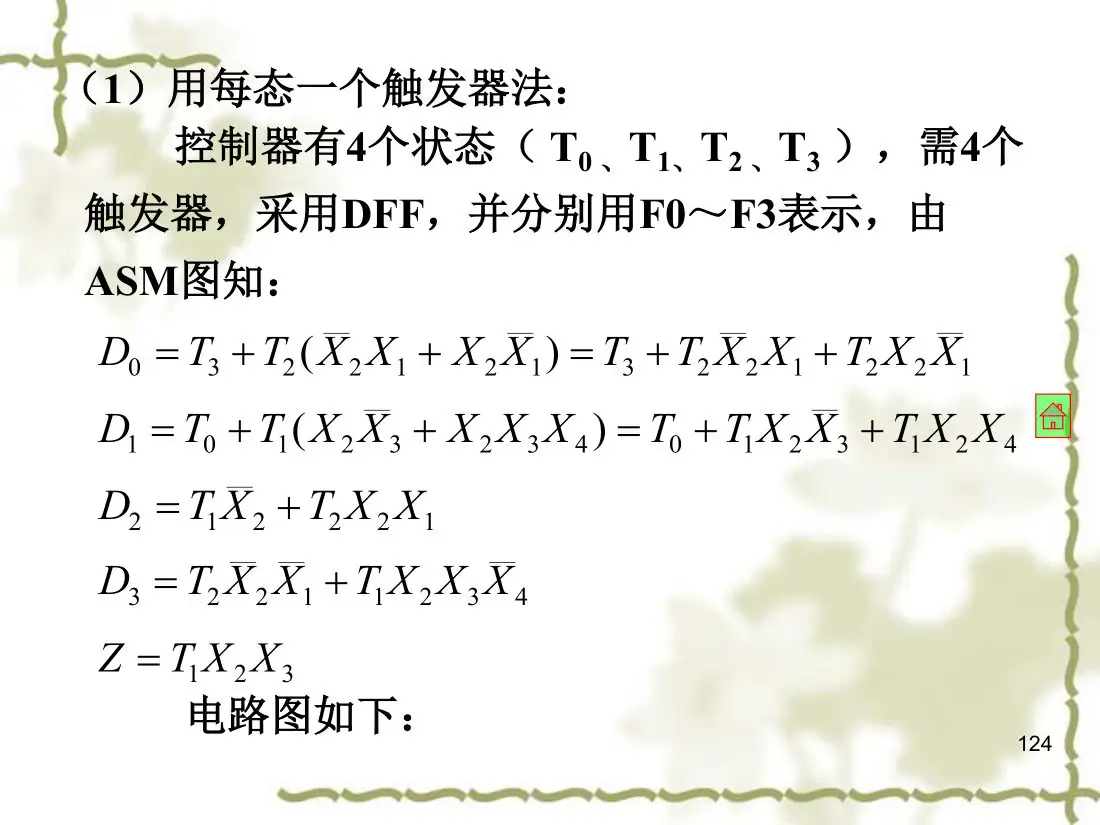 （1）用每态一个触发器法：
控制器有4个状态（ T₀ 、T₁、T₂ 、T₃ ），需4个
触发器，采用DFF，并分别用F0～F3表示，由
ASM图知：
D₀ = T₃ + T₂(X̅₂X₁ + X₂X̅₁) = T₃ + T₂X̅₂X₁ + T₂X₂X̅₁
D₁ = T₀ + T₁(X₂X̅₃ + X₂X₃X₄) = T₀ + T₁X₂X̅₃ + T₁X₂X₄
D₂ = T₁X̅₂ + T₂X₂X₁
D₃ = T₂X̅₂X̅₁ + T₁X₂X₃X̅₄
Z = T₁X₂X₃
电路图如下：
124